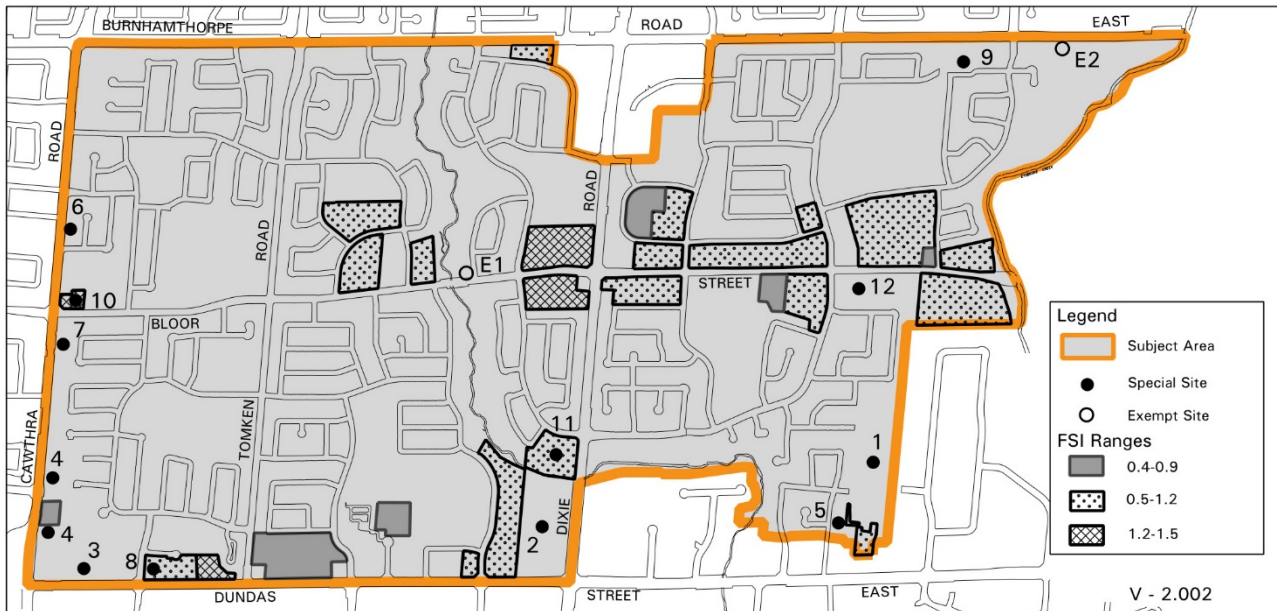 BURNHAMTHORPE ROAD EAST
9
E2
ROAD
6
ROAD
ROAD
E1
STREET
10
12
BLOOR
7
Legend
Subject Area
Special Site
Exempt Site
FSI Ranges
0.4-0.9
0.5-1.2
1.2-1.5
CAWTHRA
TOMKEN
11
1
4
DIXIE
5
2
4
3
8
DUNDAS STREET EAST
V - 2.002